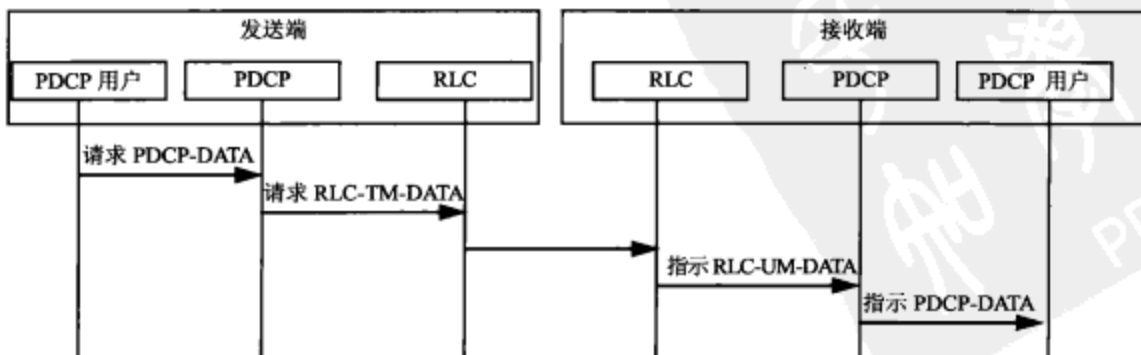 发送端
接收端
PDCP 用户
PDCP
RLC
RLC
PDCP
PDCP 用户
请求 PDCP-DATA
请求 RLC-TM-DATA
指示 RLC-UM-DATA
指示 PDCP-DATA